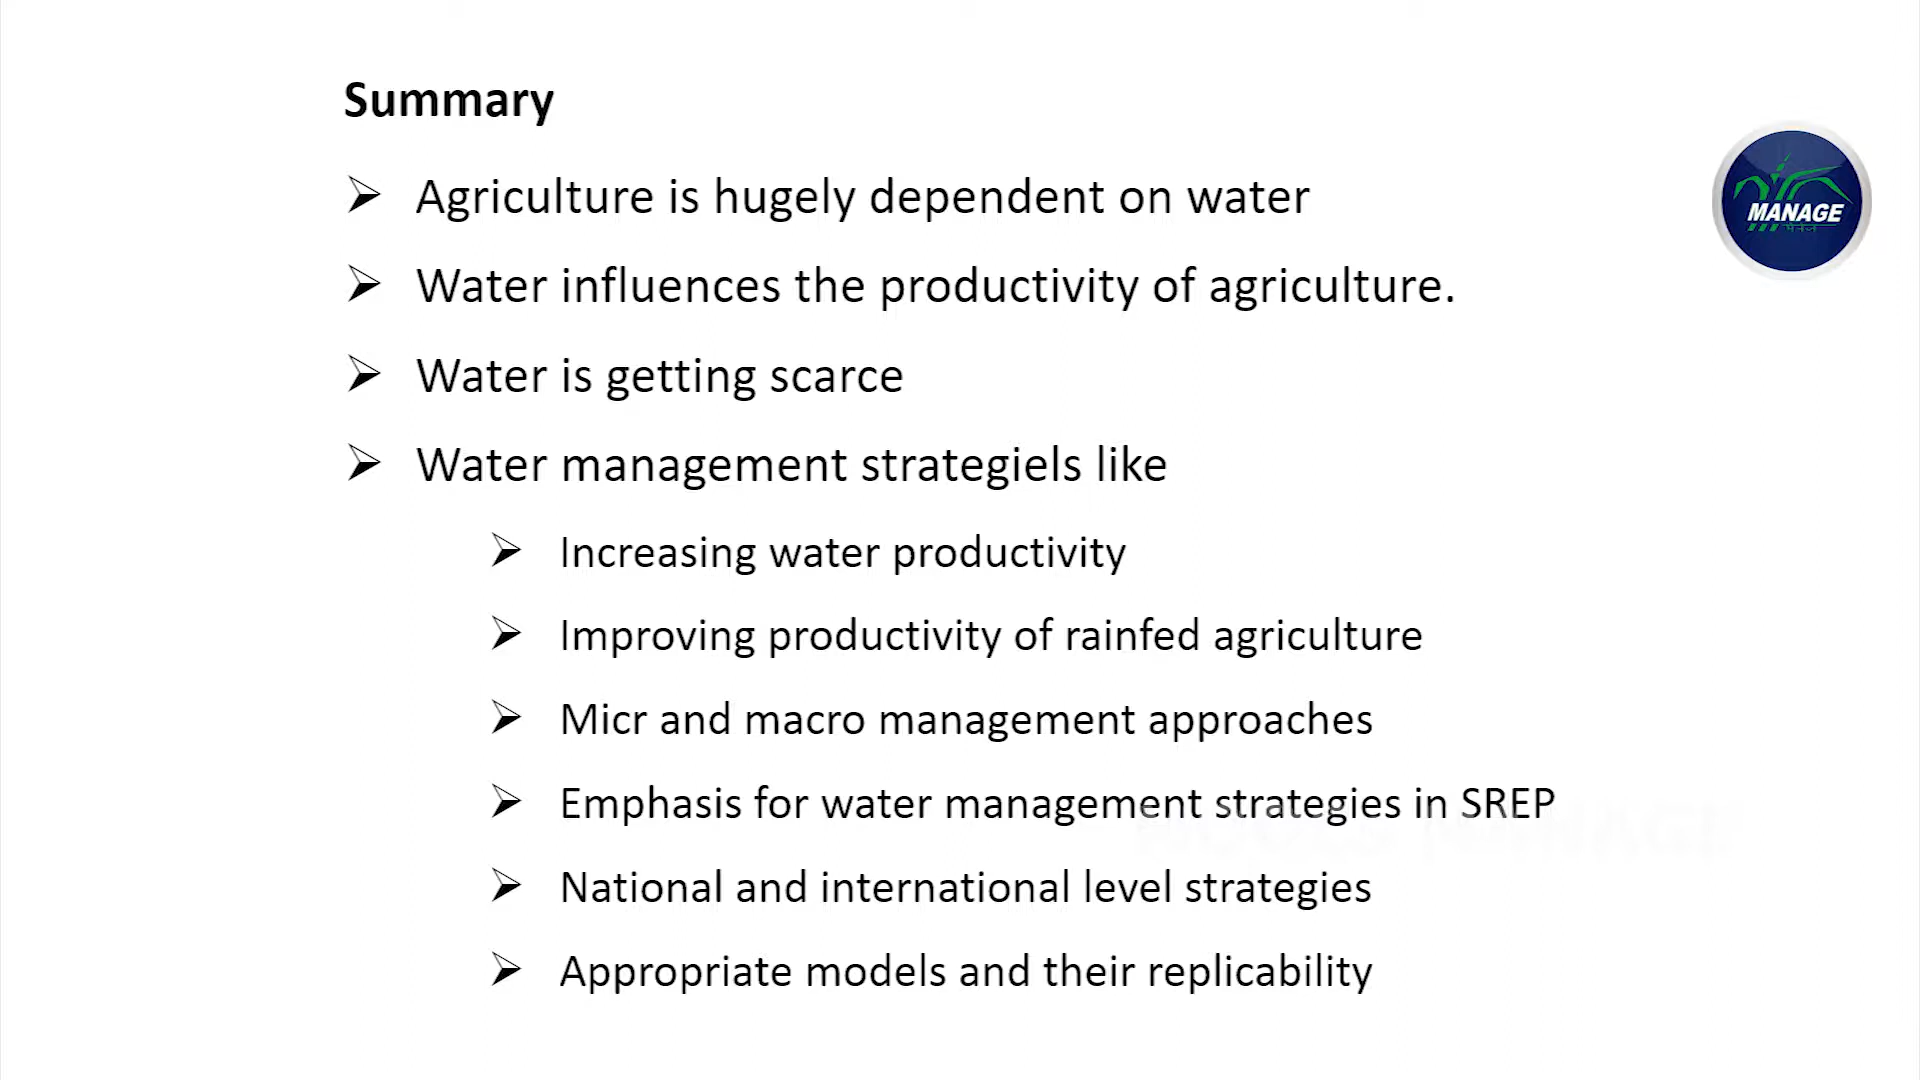 Summary
Agriculture is hugely dependent on water
MANAGE
Water influences the productivity of agriculture.
Water is getting scarce
Water management strategiels like
Increasing water productivity
Improving productivity of rainfed agriculture
Micr and macro management approaches
Emphasis for water management strategies in SREP
National and international level strategies
Appropriate models and their replicability